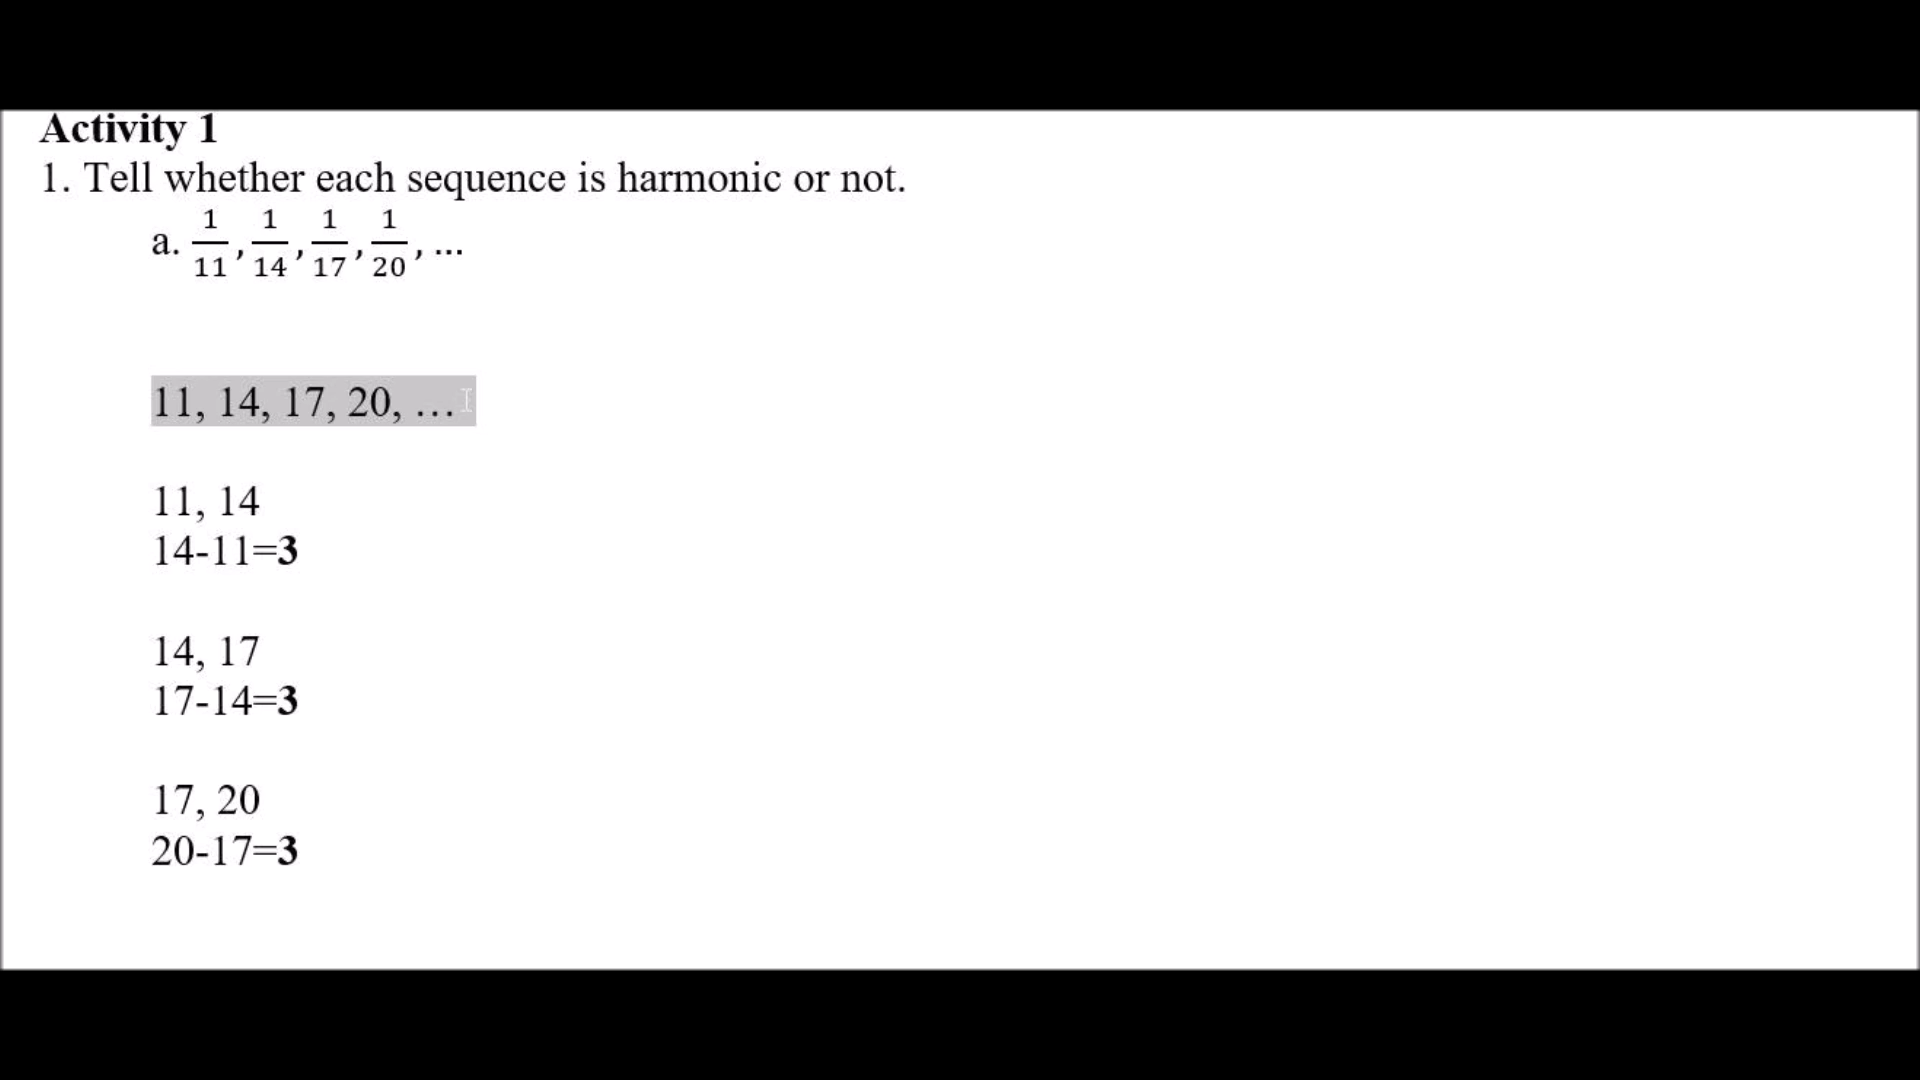 Activity 1
1. Tell whether each sequence is harmonic or not.
a. 1/11, 1/14, 1/17, 1/20, ...
11, 14, 17, 20, …
11, 14
14-11=3
14, 17
17-14=3
17, 20
20-17=3